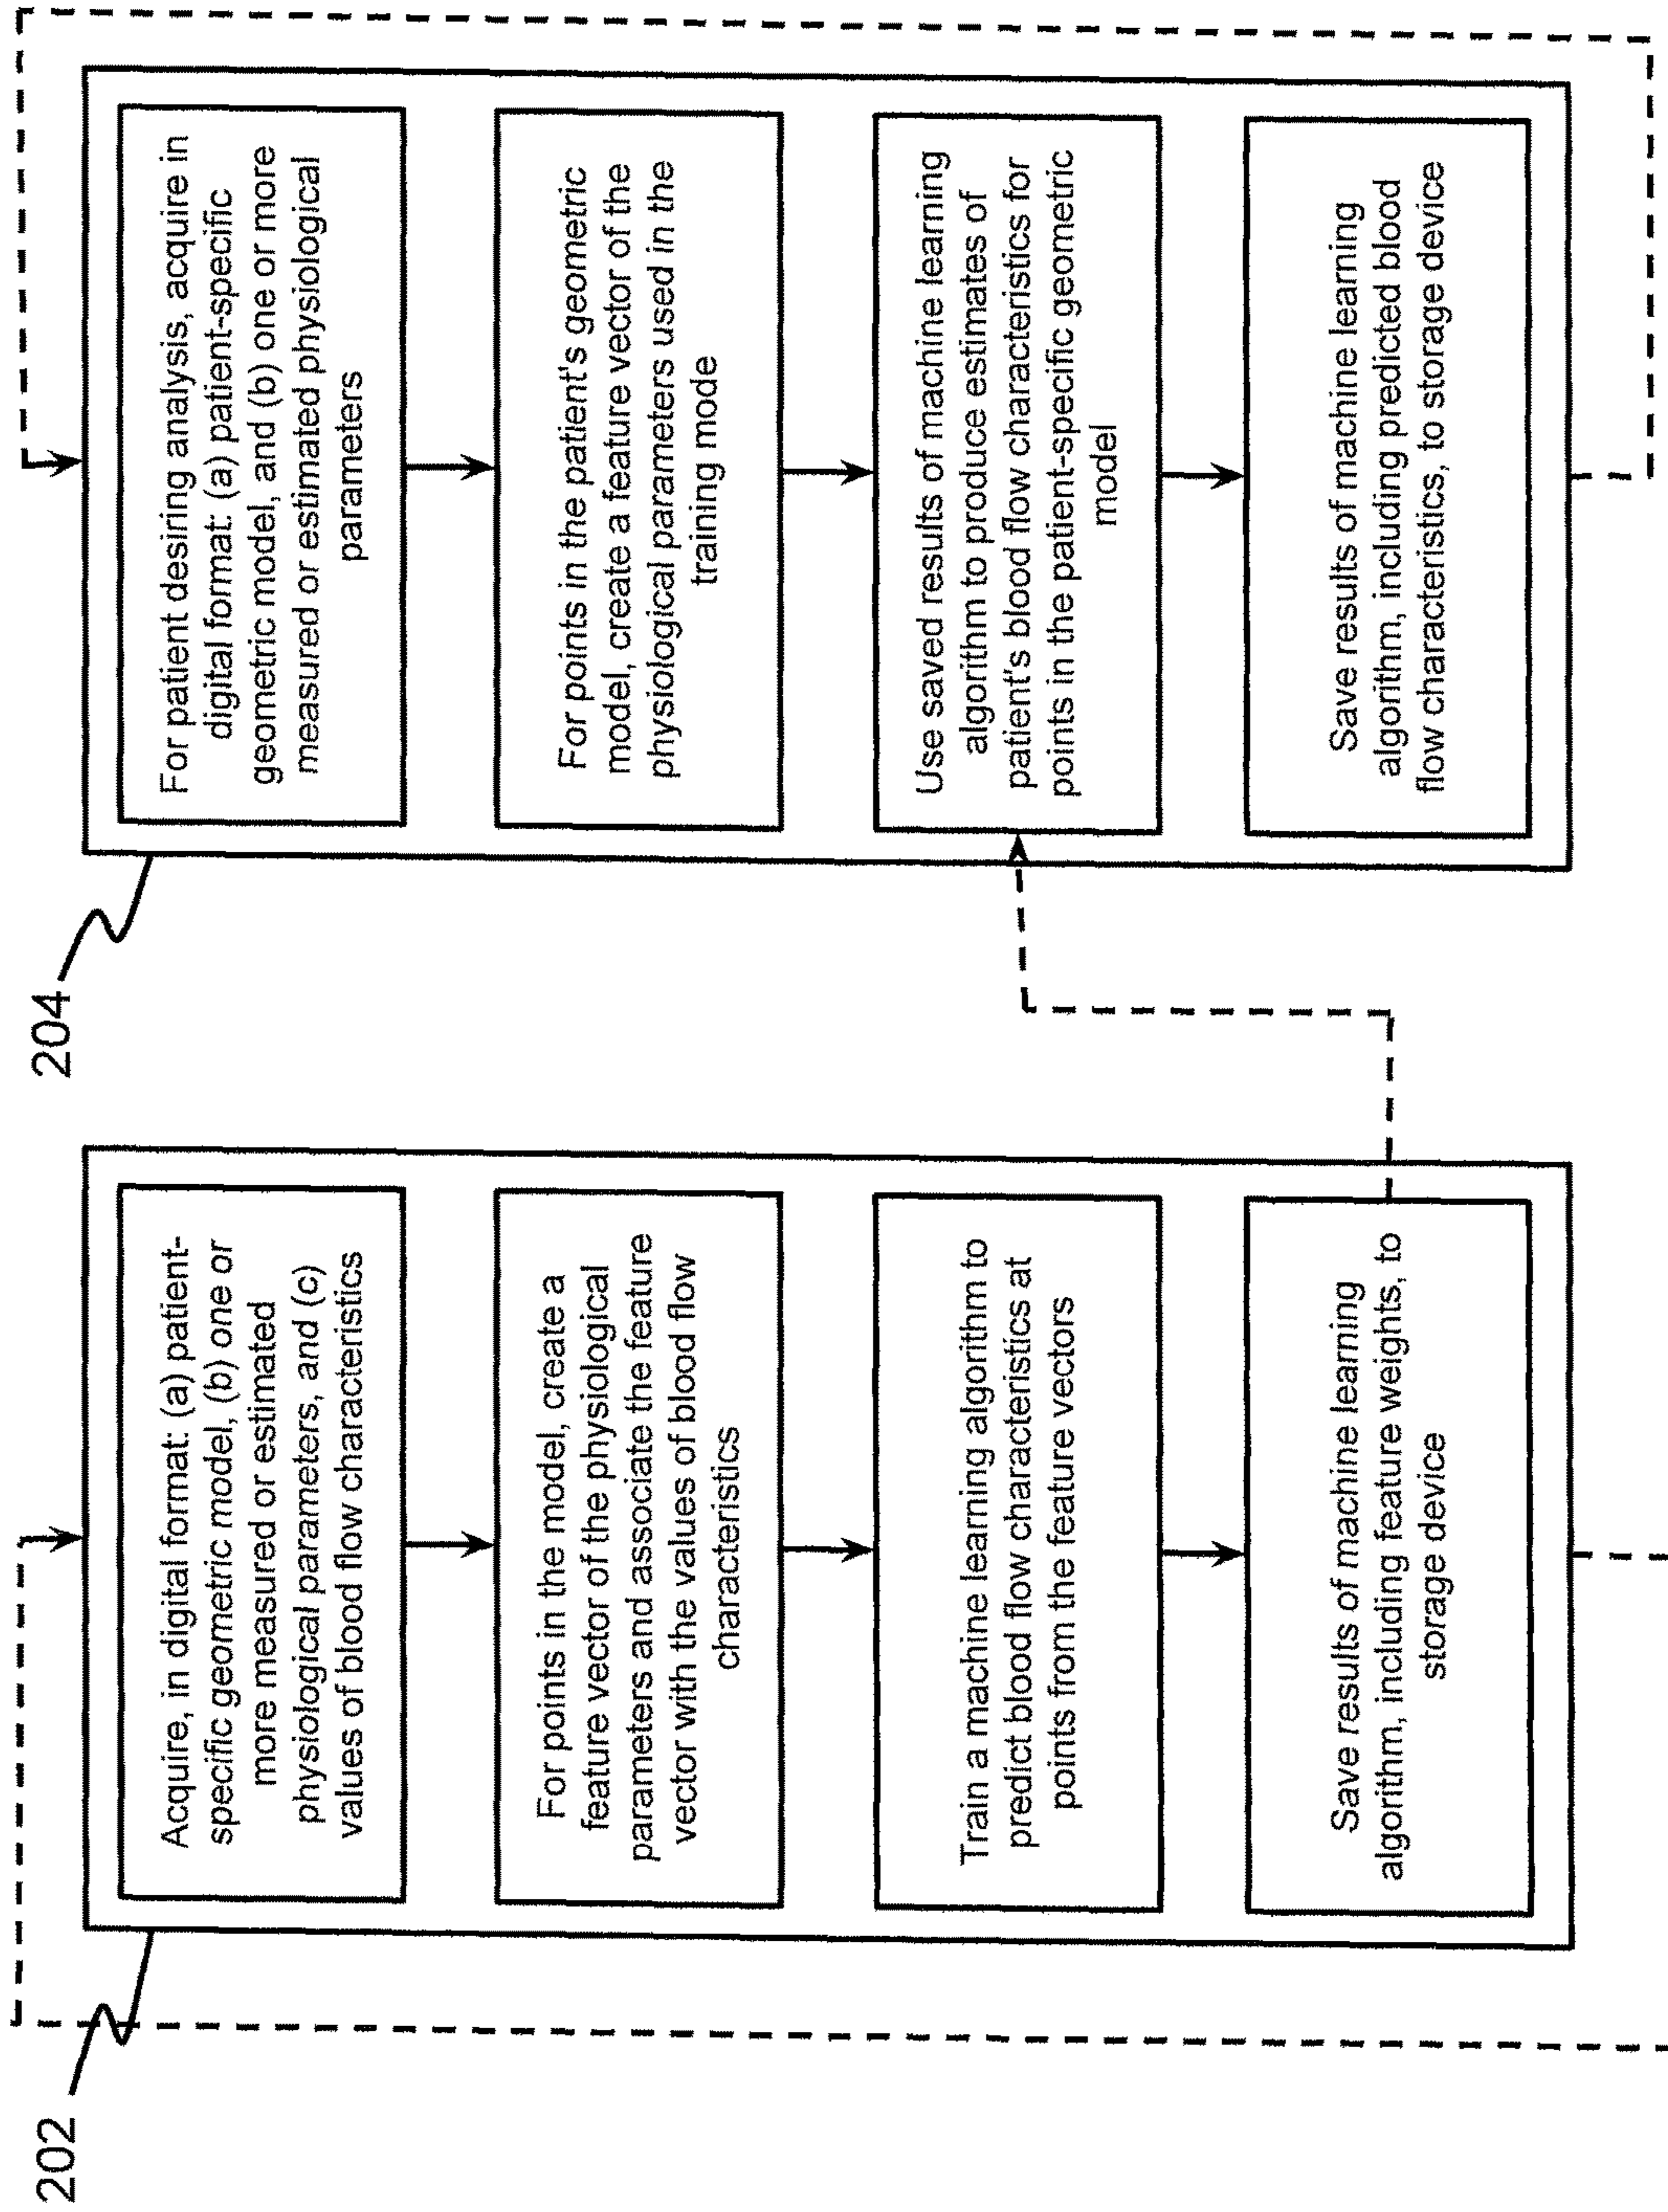 202
Acquire, in digital format: (a) patient-
specific geometric model, (b) one or
more measured or estimated
physiological parameters, and (c)
values of blood flow characteristics
For points in the model, create a
feature vector of the physiological
parameters and associate the feature
vector with the values of blood flow
characteristics
Train a machine learning algorithm to
predict blood flow characteristics at
points from the feature vectors
Save results of machine learning
algorithm, including feature weights, to
storage device
204
For patient desiring analysis, acquire in
digital format: (a) patient-specific
geometric model, and (b) one or more
measured or estimated physiological
parameters
For points in the patient's geometric
model, create a feature vector of the
physiological parameters used in the
training mode
Use saved results of machine learning
algorithm to produce estimates of
patient's blood flow characteristics for
points in the patient-specific geometric
model
Save results of machine learning
algorithm, including predicted blood
flow characteristics, to storage device